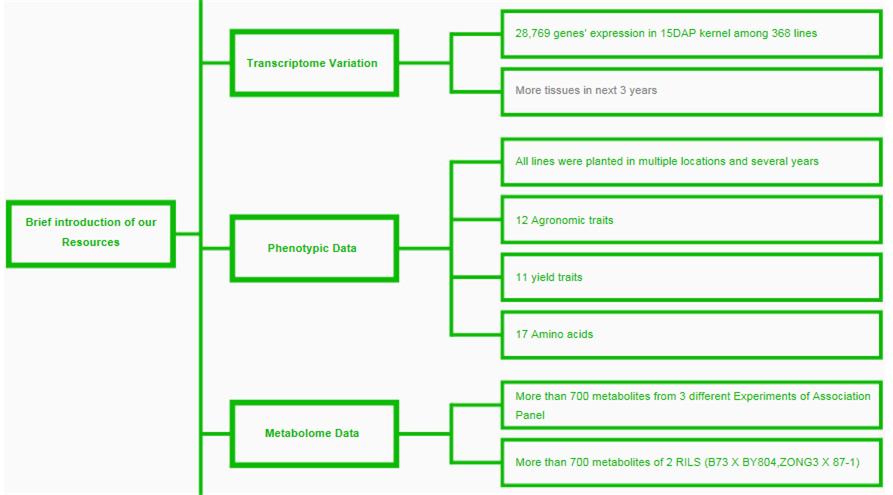 Brief introduction of our
Resources
Transcriptome Variation
28,769 genes' expression in 15DAP kernel among 368 lines
More tissues in next 3 years
Phenotypic Data
All lines were planted in multiple locations and several years
12 Agronomic traits
11 yield traits
17 Amino acids
Metabolome Data
More than 700 metabolites from 3 different Experiments of Association
Panel
More than 700 metabolites of 2 RILS (B73 X BY804,ZONG3 X 87-1)